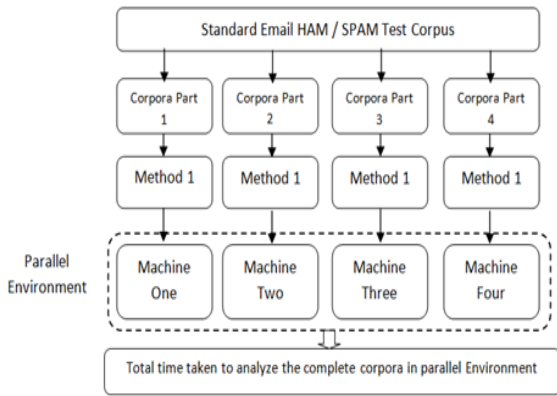 Standard Email HAM / SPAM Test Corpus
Corpora Part
1
Corpora Part
2
Corpora Part
3
Corpora Part
4
Method 1
Method 1
Method 1
Method 1
Parallel
Environment
Machine
One
Machine
Two
Machine
Three
Machine
Four
Total time taken to analyze the complete corpora in parallel Environment